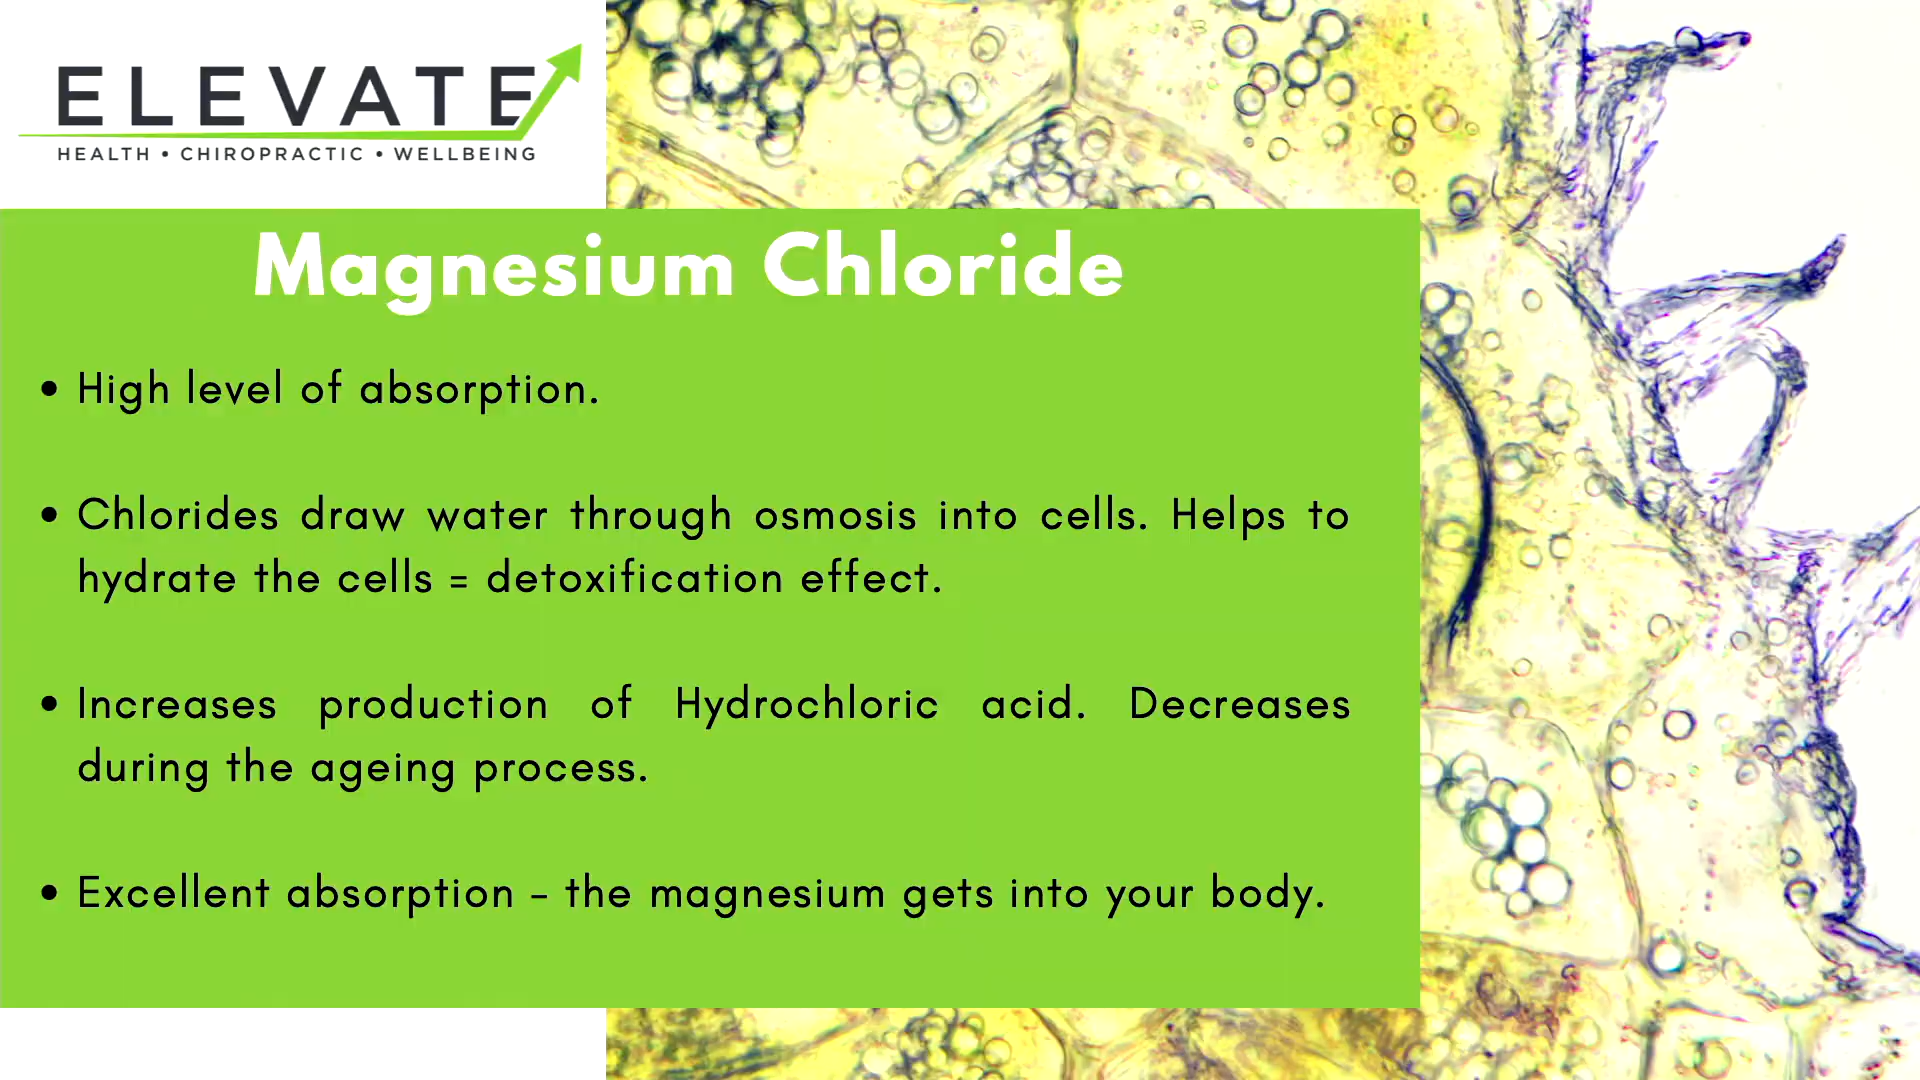 ELEVATE
HEALTH • CHIROPRACTIC • WELLBEING
Magnesium Chloride
• High level of absorption.
• Chlorides draw water through osmosis into cells. Helps to
hydrate the cells = detoxification effect.
• Increases production of Hydrochloric acid. Decreases
during the ageing process.
• Excellent absorption - the magnesium gets into your body.